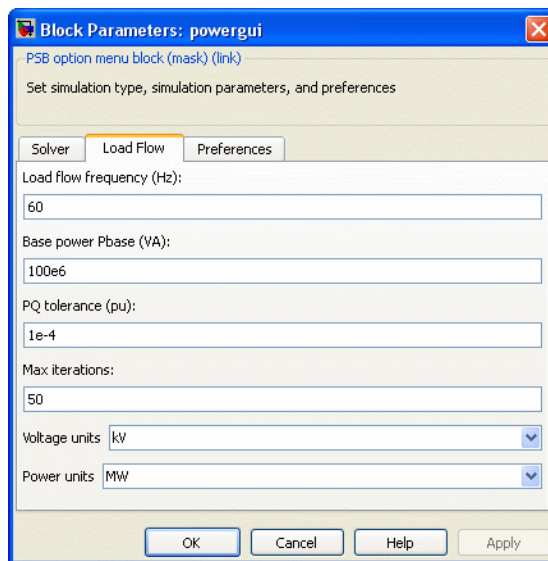 Block Parameters: powergui
PSB option menu block (mask) (link)
Set simulation type, simulation parameters, and preferences
Solver Load Flow Preferences
Load flow frequency (Hz):
60
Base power Pbase (VA):
100e6
PQ tolerance (pu):
1e-4
Max iterations:
50
Voltage units kV
Power units MW
OK Cancel Help Apply